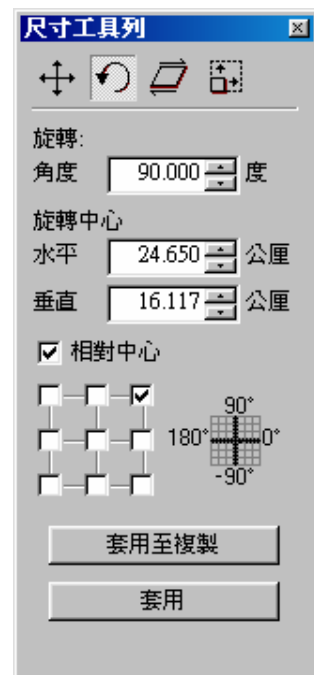 尺寸工具列
旋轉:
角度 90.000 度
旋轉中心
水平 24.650 公厘
垂直 16.117 公厘
相對中心
90°
180° 0°
-90°
套用至複製
套用